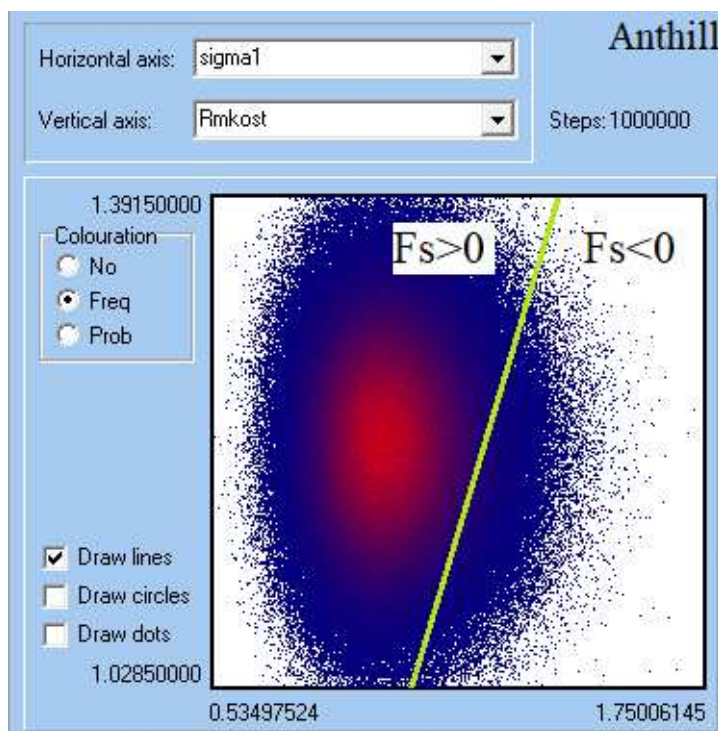 Anthill
Horizontal axis: sigma1
Vertical axis: Rmkost Steps: 1000000
1.39150000
Colouration
No
Freq
Prob
Fs>0 Fs<0
Draw lines
Draw circles
Draw dots
1.02850000
0.53497524 1.75006145